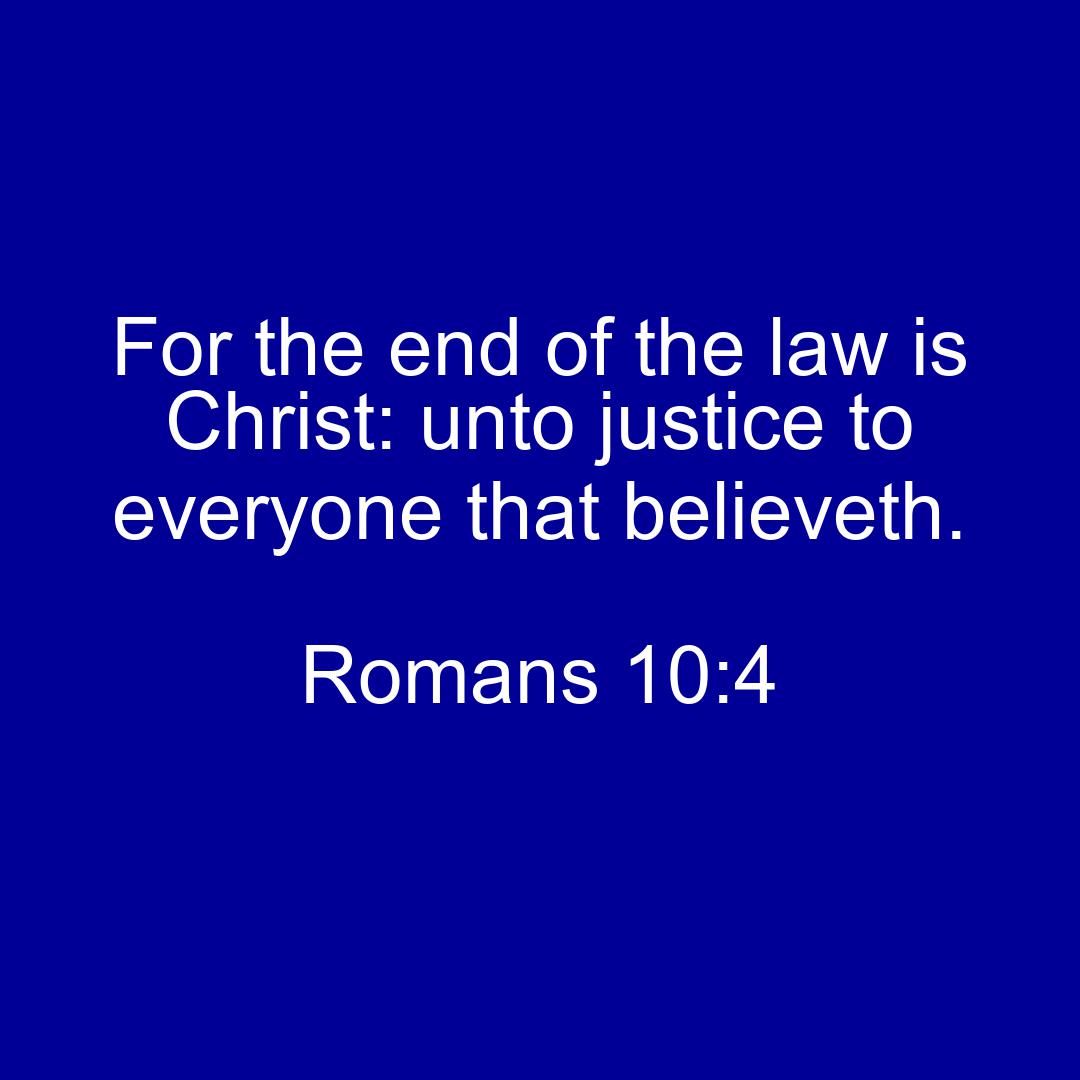 For the end of the law is
Christ: unto justice to
everyone that believeth.
Romans 10:4